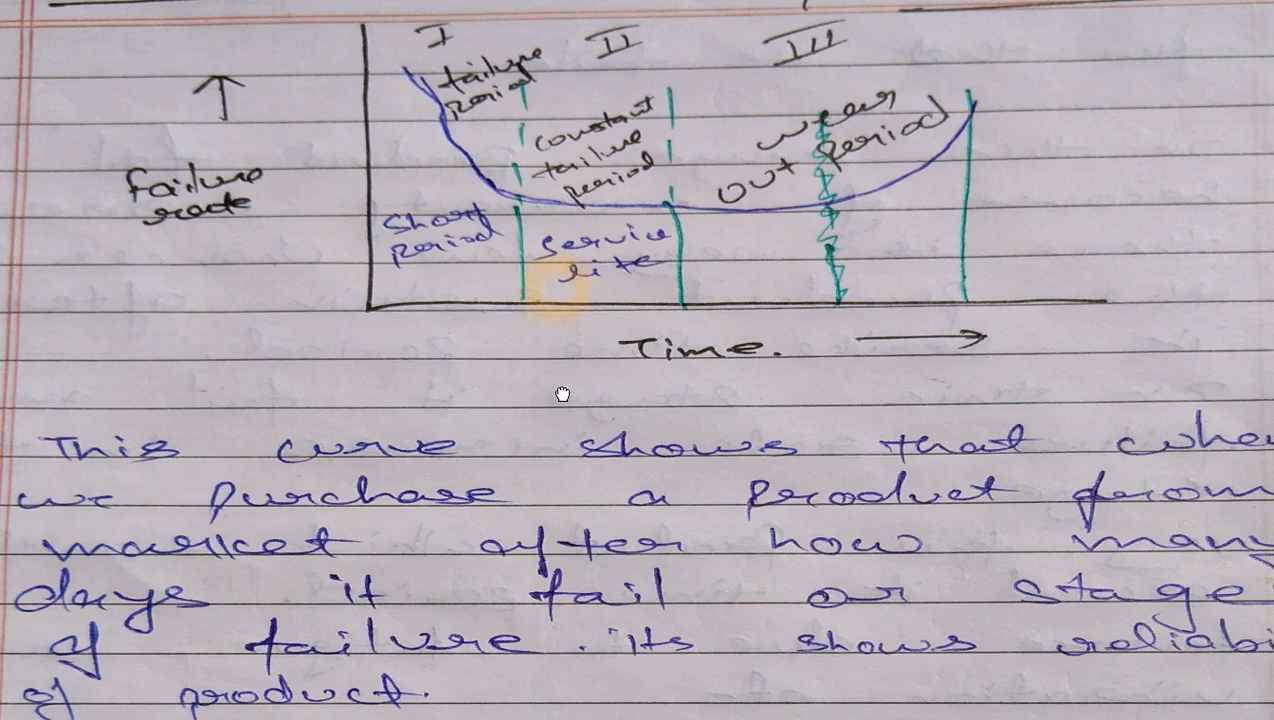 I
II
III
failure
period
constant
failure
period
wear
out period
failure
rate
Short
period
Service
life
Time.
This curve shows that whe
we purchase a product from
market after how many
days it fail or stage
of failure. its shows reliabi
of product.